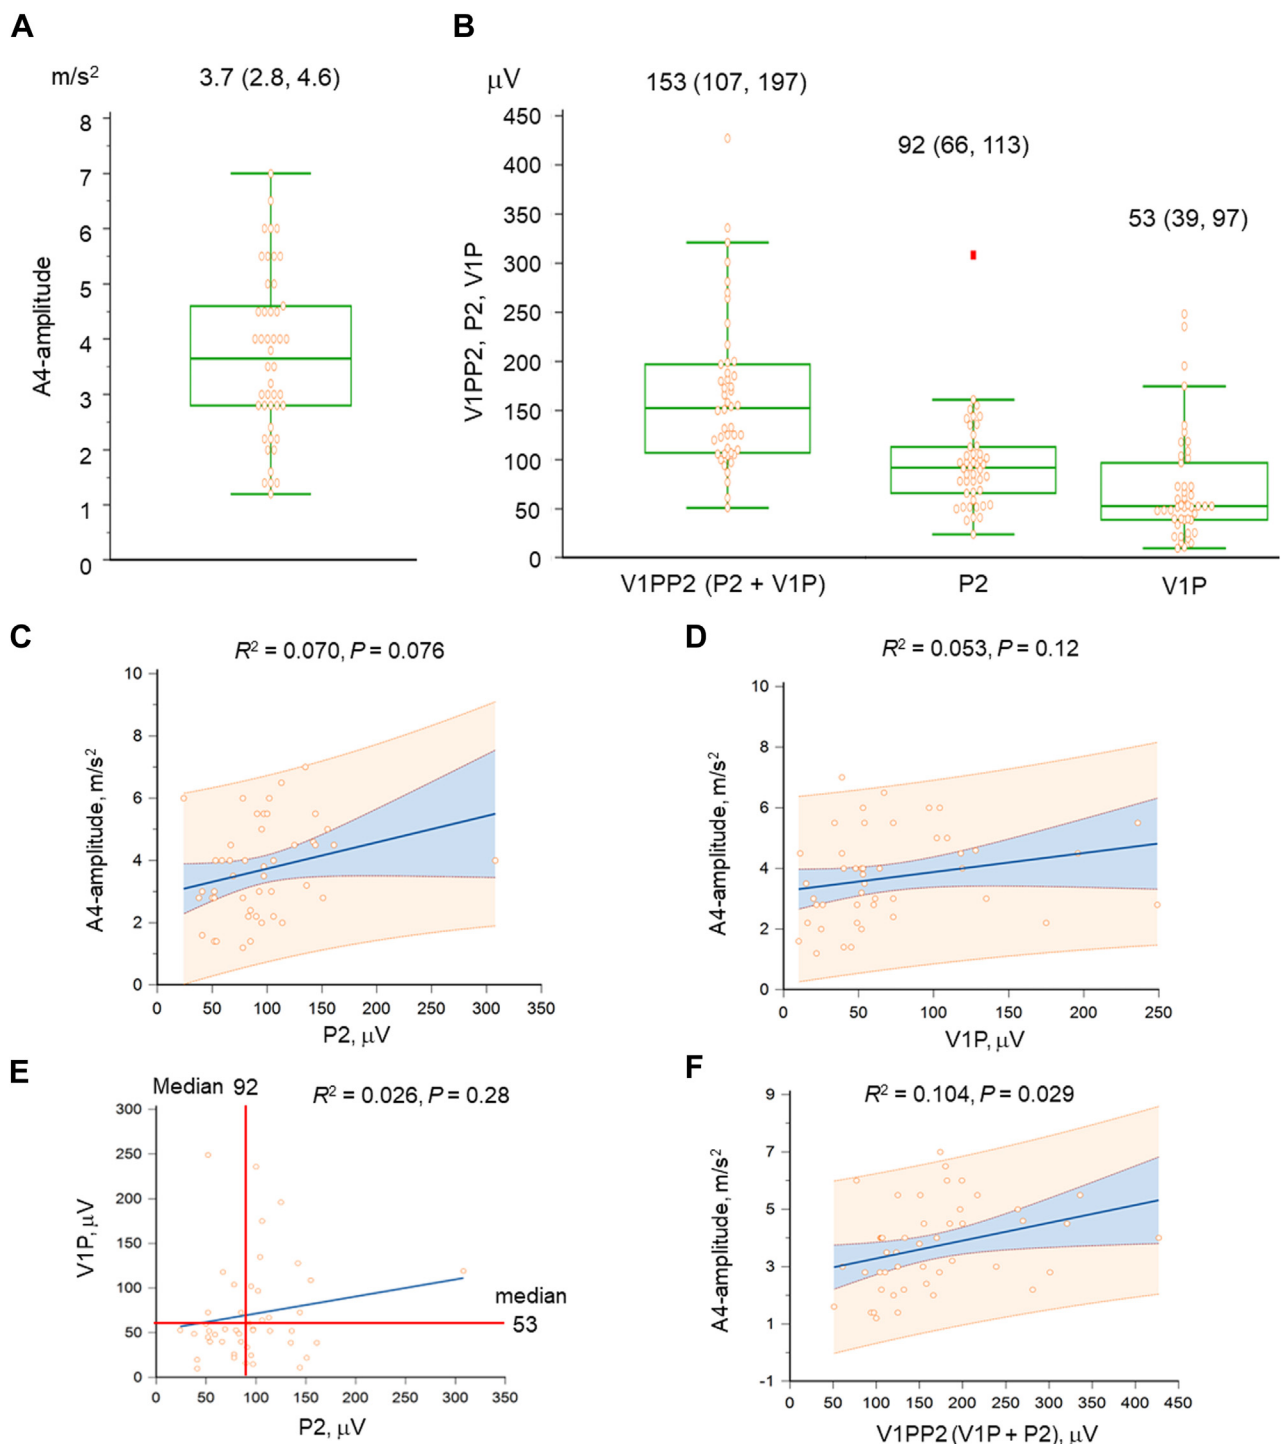 A
m/s²
3.7 (2.8, 4.6)
8
7
6
5
4
3
2
1
0
A4-amplitude
B
μV
153 (107, 197)
92 (66, 113)
53 (39, 97)
450
400
350
300
250
200
150
100
50
0
V1PP2, P2, V1P
V1PP2 (P2 + V1P)
P2
V1P
C
R² = 0.070, P = 0.076
10
8
6
4
2
0
A4-amplitude, m/s²
0 50 100 150 200 250 300 350
P2, μV
D
R² = 0.053, P = 0.12
10
8
6
4
2
0
A4-amplitude, m/s²
0 50 100 150 200 250
V1P, μV
E
Median 92
R² = 0.026, P = 0.28
300
250
200
150
100
50
0
V1P, μV
median
53
0 50 100 150 200 250 300 350
P2, μV
F
R² = 0.104, P = 0.029
9
7
5
3
1
-1
A4-amplitude, m/s²
0 50 100 150 200 250 300 350 400 450
V1PP2 (V1P + P2), μV